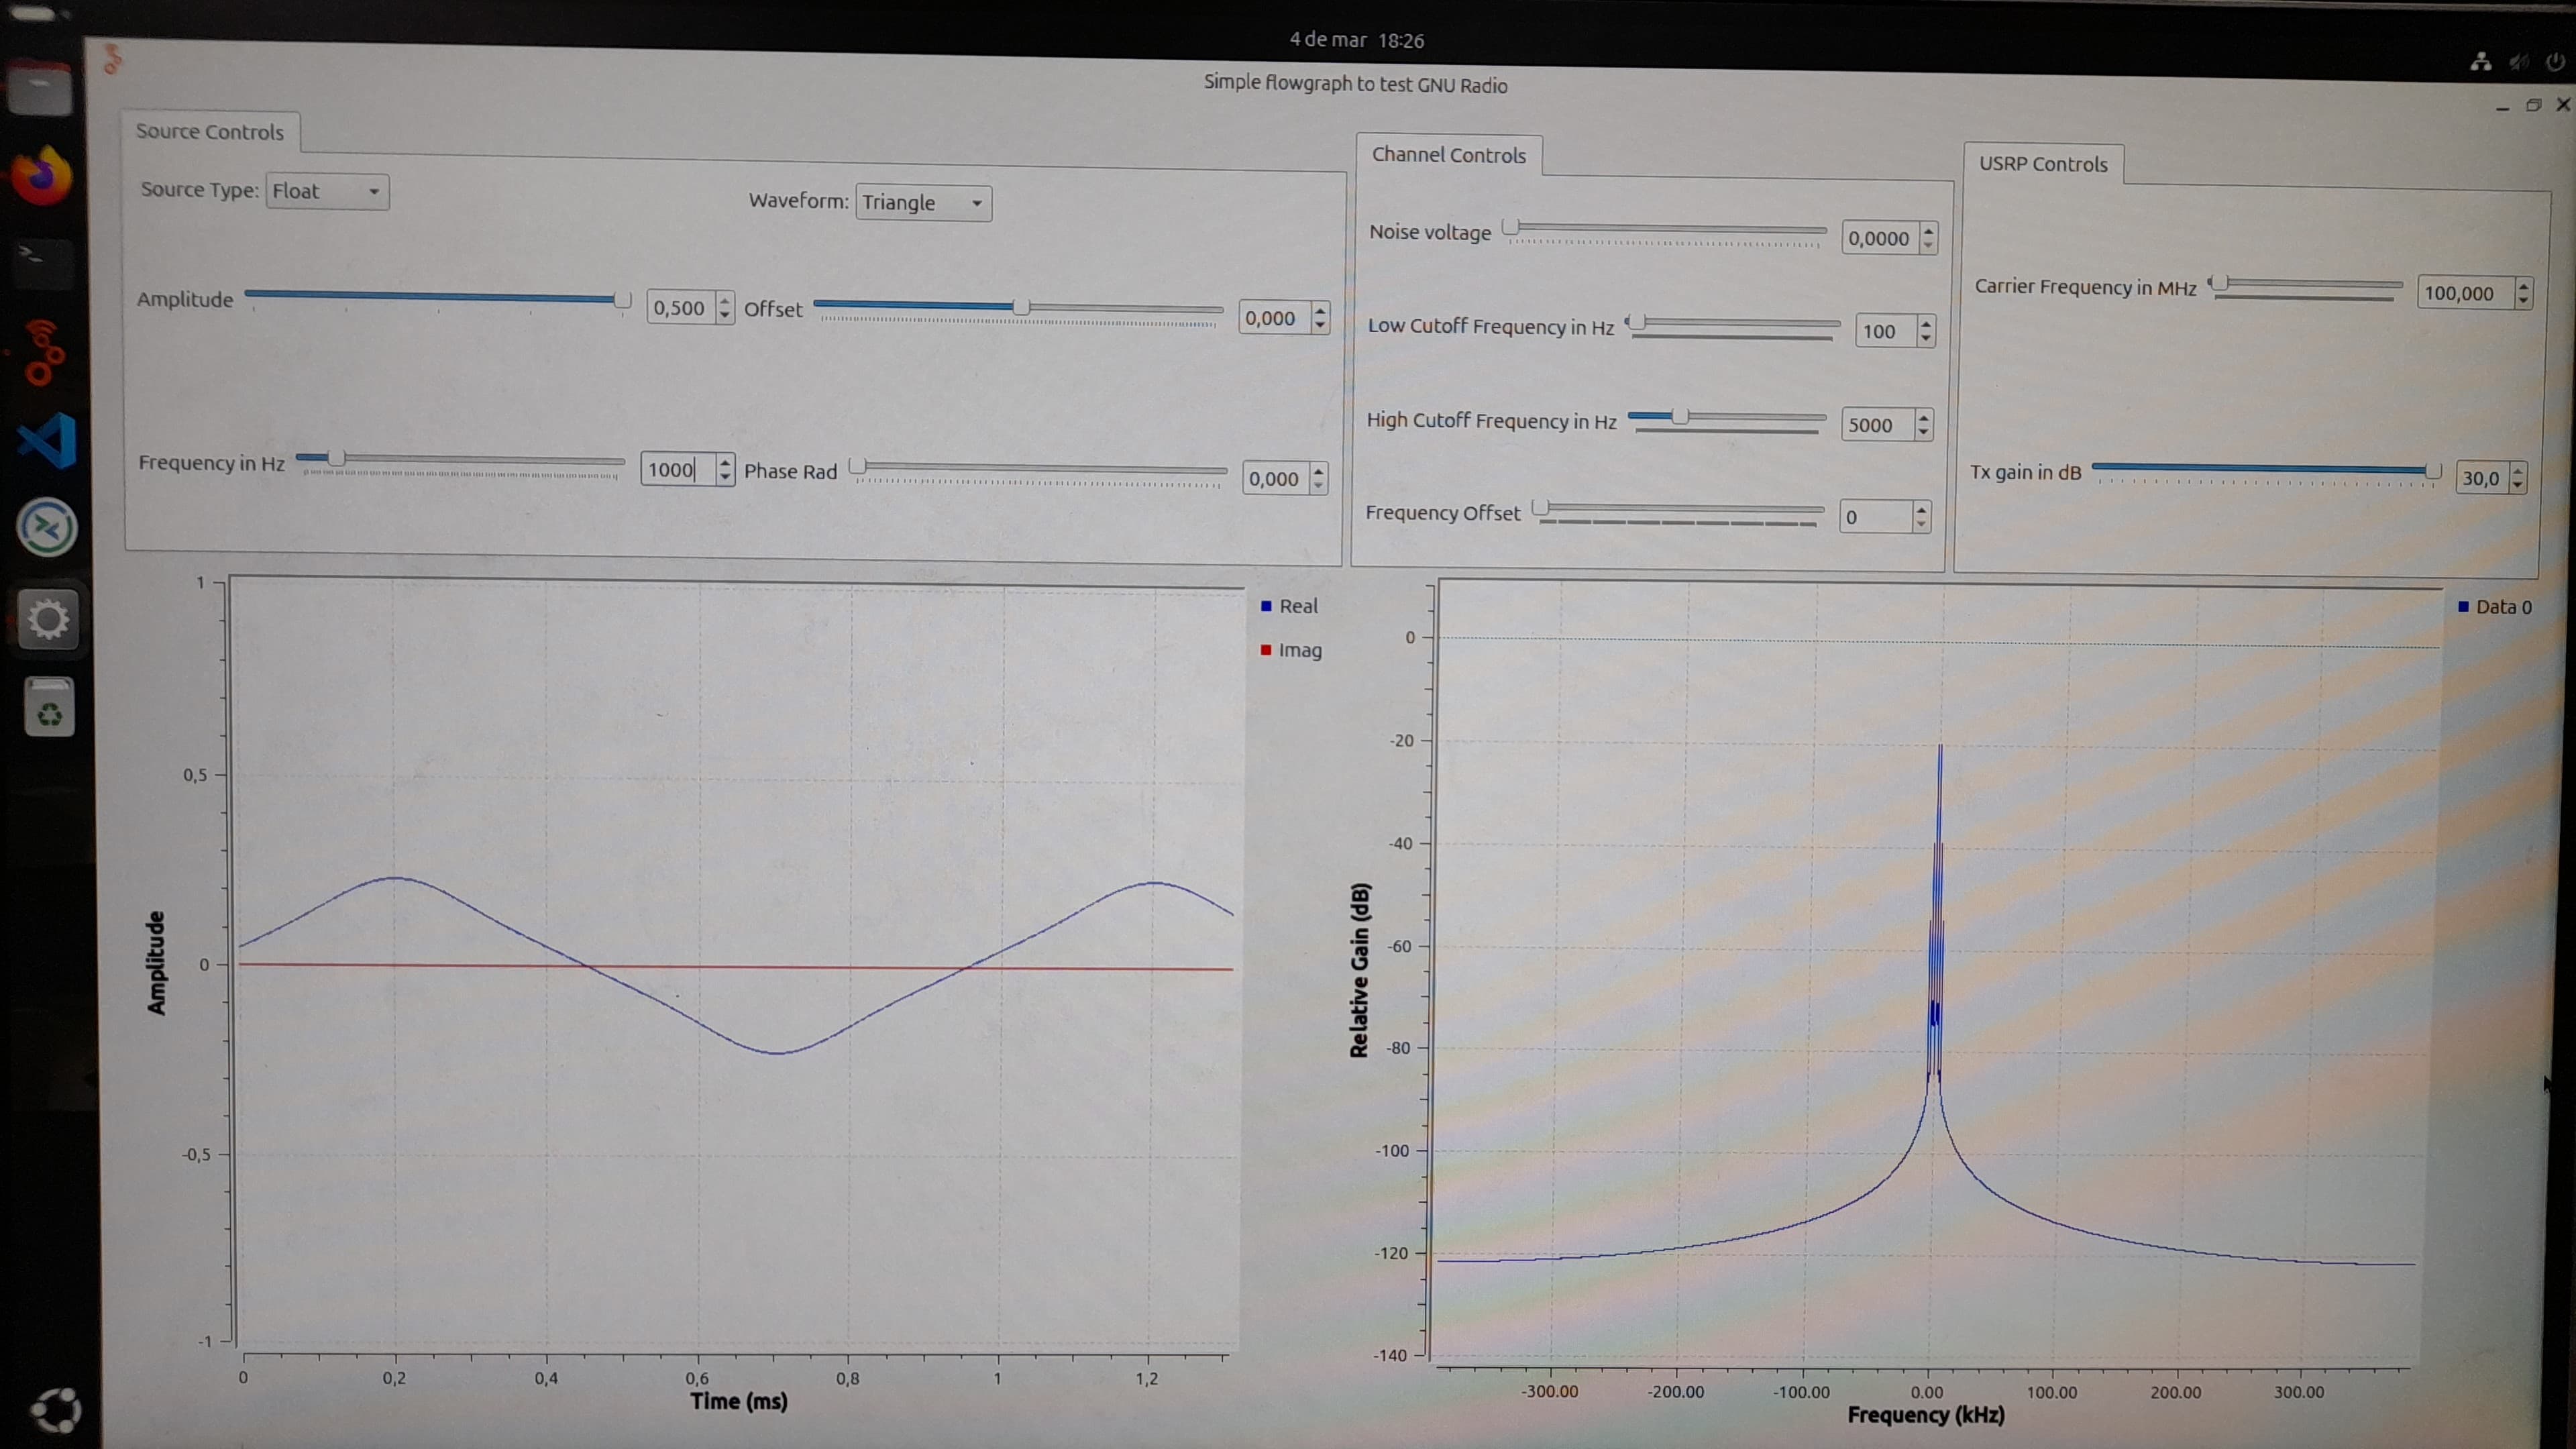 4 de mar 18:26
Simple flowgraph to test GNU Radio
Source Controls
Source Type: Float
Waveform: Triangle
Amplitude 0,500
Offset 0,000
Frequency in Hz 1000
Phase Rad 0,000
Channel Controls
Noise voltage 0,0000
Low Cutoff Frequency in Hz 100
High Cutoff Frequency in Hz 5000
Frequency Offset 0
USRP Controls
Carrier Frequency in MHz 100,000
Tx gain in dB 30,0
1
0,5
0
-0,5
-1
Amplitude
0 0,2 0,4 0,6 0,8 1 1,2
Time (ms)
Real
Imag
0
-20
-40
-60
-80
-100
-120
-140
Relative Gain (dB)
-300.00 -200.00 -100.00 0.00 100.00 200.00 300.00
Frequency (kHz)
Data 0